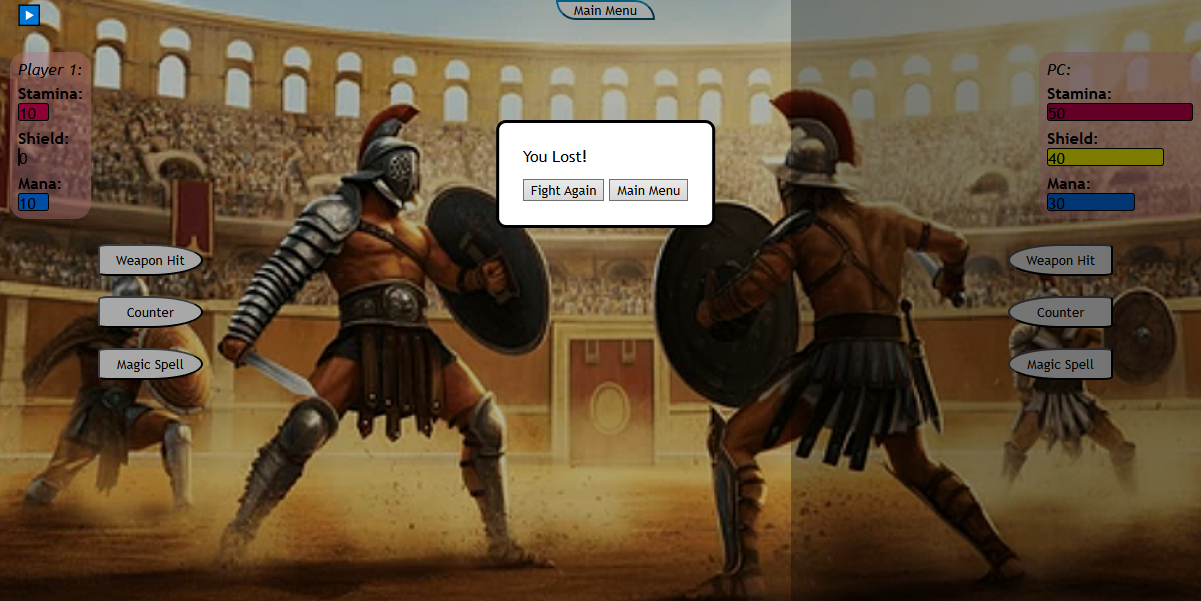 Main Menu
Player 1:
Stamina:
10
Shield:
0
Mana:
10
PC:
Stamina:
50
Shield:
40
Mana:
30
You Lost!
Fight Again Main Menu
Weapon Hit
Counter
Magic Spell
Weapon Hit
Counter
Magic Spell